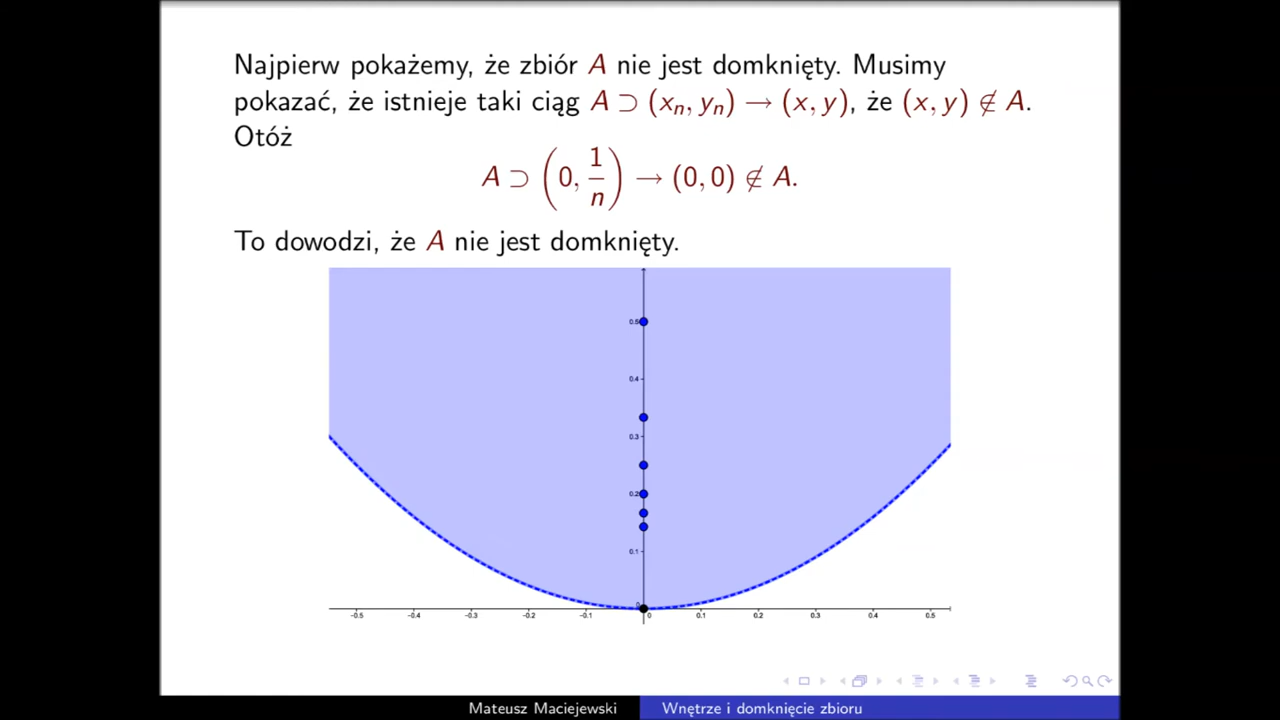 Najpierw pokażemy, że zbiór A nie jest domknięty. Musimy
pokazać, że istnieje taki ciąg A ⊃ (xₙ, yₙ) → (x, y), że (x, y) ∉ A.
Otóż
A ⊃ (0, 1/n) → (0, 0) ∉ A.
To dowodzi, że A nie jest domknięty.
0.5
0.4
0.3
0.2
0.1
0
-0.5 -0.4 -0.3 -0.2 -0.1 0 0.1 0.2 0.3 0.4 0.5
Mateusz Maciejewski Wnętrze i domknięcie zbioru